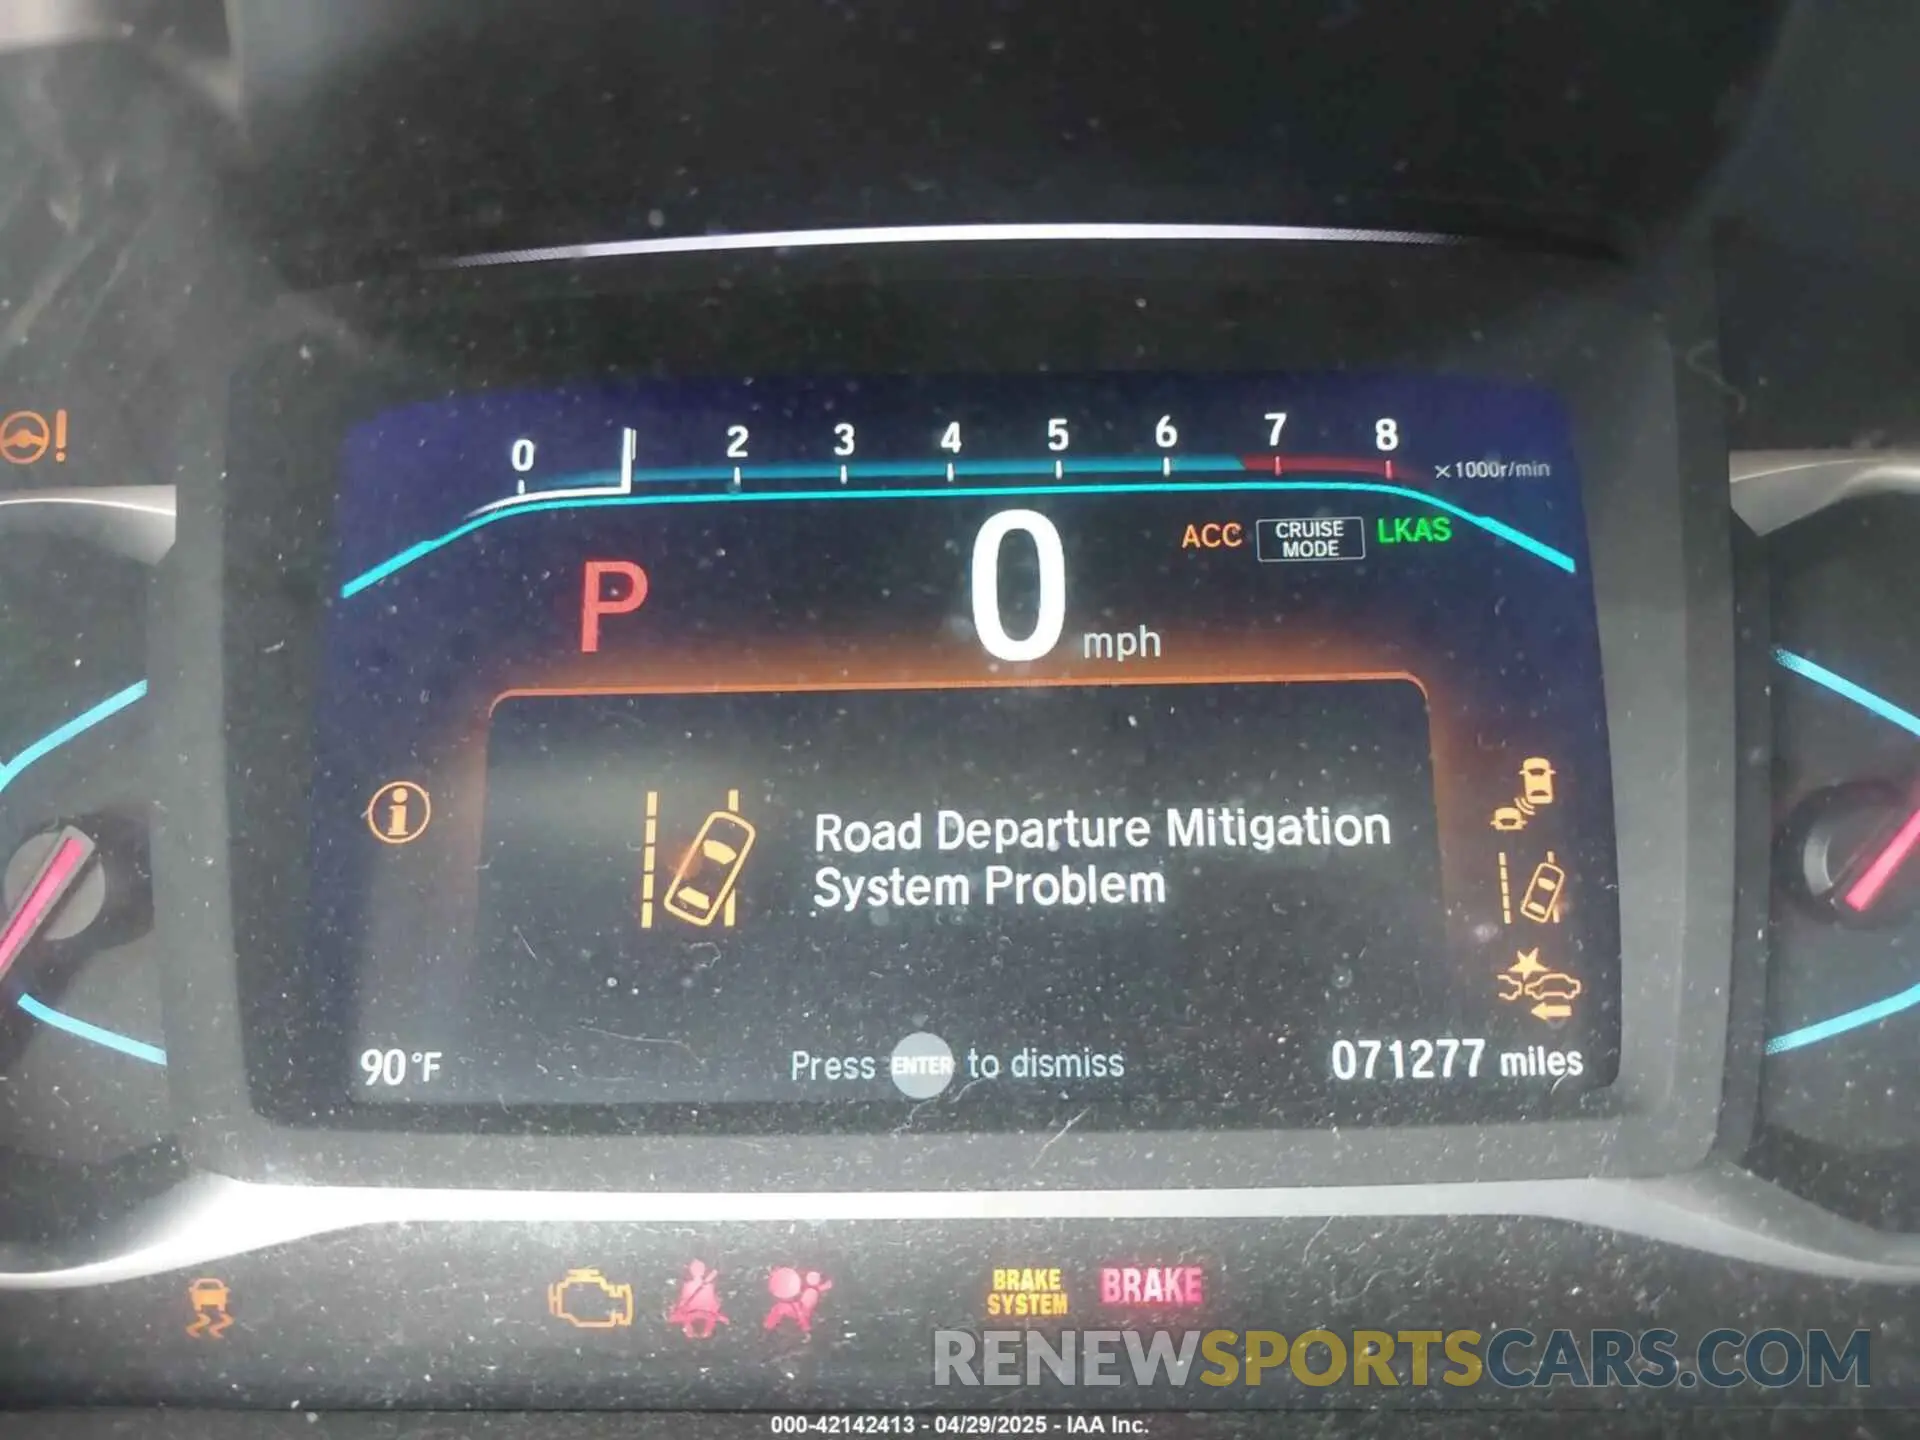 0 2 3 4 5 6 7 8
×1000r/min
ACC CRUISE MODE LKAS
P 0 mph
Road Departure Mitigation
System Problem
90°F Press ENTER to dismiss 071277 miles
BRAKE SYSTEM BRAKE
RENEWSPORTSCARS.COM
000-42142413 - 04/29/2025 - IAA Inc.